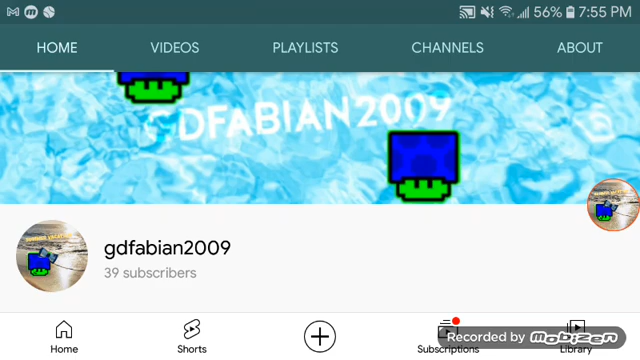 56% 7:55 PM
HOME VIDEOS PLAYLISTS CHANNELS ABOUT
GDFABIAN2009
gdfabian2009
39 subscribers
Home Shorts Subscriptions Library
Recorded by Mobizen